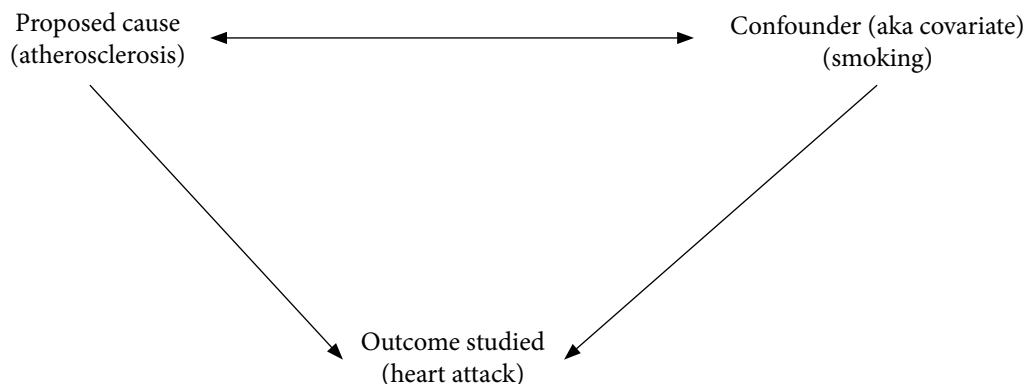 Proposed cause
(atherosclerosis)
Confounder (aka covariate)
(smoking)
Outcome studied
(heart attack)